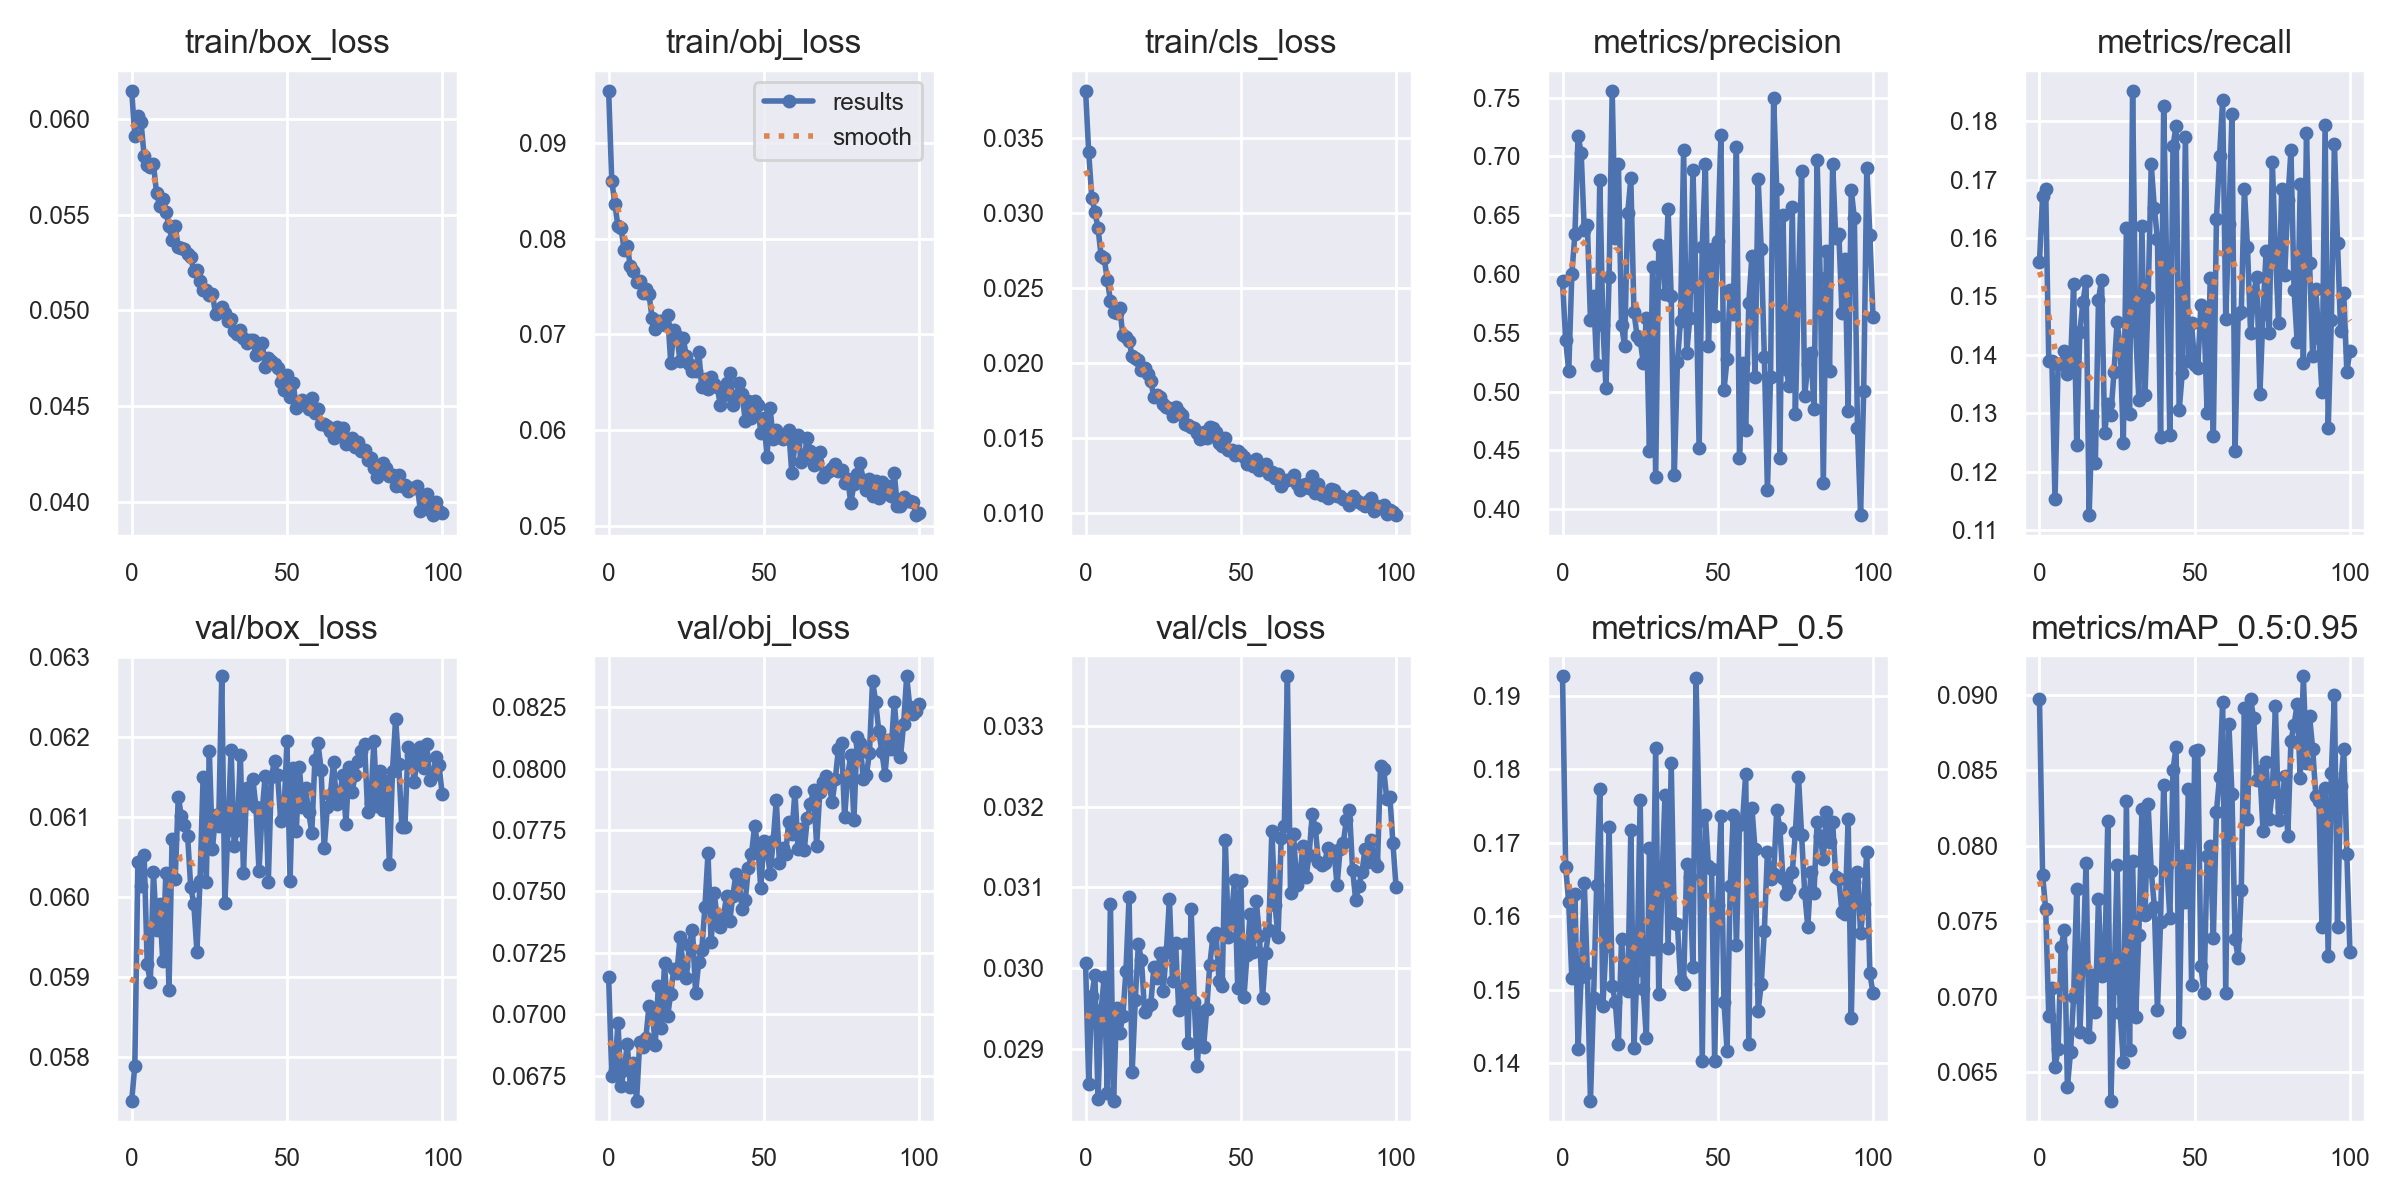 train/box_loss
0.060
0.055
0.050
0.045
0.040
0 50 100
train/obj_loss
results
smooth
0.09
0.08
0.07
0.06
0.05
0 50 100
train/cls_loss
0.035
0.030
0.025
0.020
0.015
0.010
0 50 100
metrics/precision
0.75
0.70
0.65
0.60
0.55
0.50
0.45
0.40
0 50 100
metrics/recall
0.18
0.17
0.16
0.15
0.14
0.13
0.12
0.11
0 50 100
val/box_loss
0.063
0.062
0.061
0.060
0.059
0.058
0 50 100
val/obj_loss
0.0825
0.0800
0.0775
0.0750
0.0725
0.0700
0.0675
0 50 100
val/cls_loss
0.033
0.032
0.031
0.030
0.029
0 50 100
metrics/mAP_0.5
0.19
0.18
0.17
0.16
0.15
0.14
0 50 100
metrics/mAP_0.5:0.95
0.090
0.085
0.080
0.075
0.070
0.065
0 50 100